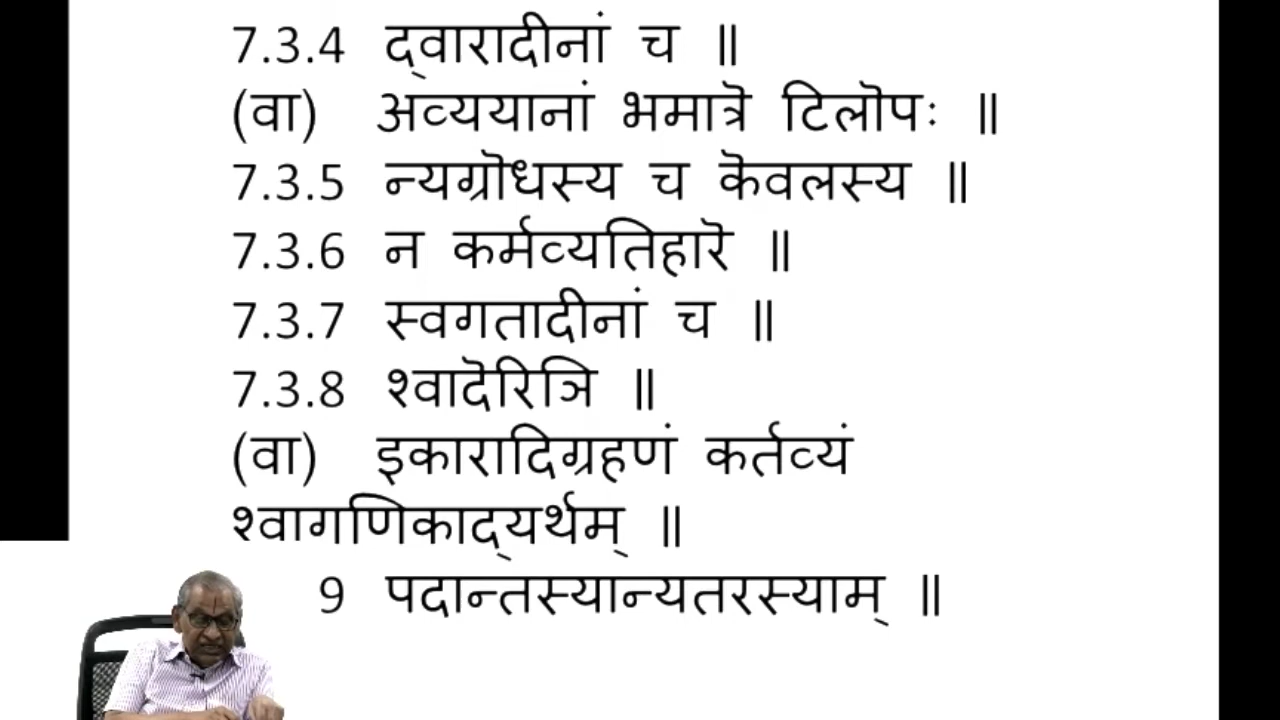 7.3.4 द्‌वारादीनां च ॥
(वा) अव्ययानां भमात्रॆ टिलॊपः ॥
7.3.5 न्यग्रॊधस्य च कॆवलस्य ॥
7.3.6 न कर्मव्यतिहारॆ ॥
7.3.7 स्वगतादीनां च ॥
7.3.8 श्वादॆरिञि ॥
(वा) इकारादिग्रहणं कर्तव्यं
श्वागणिकाद्‌यर्थम् ॥
9 पदान्तस्यान्यतरस्याम् ॥